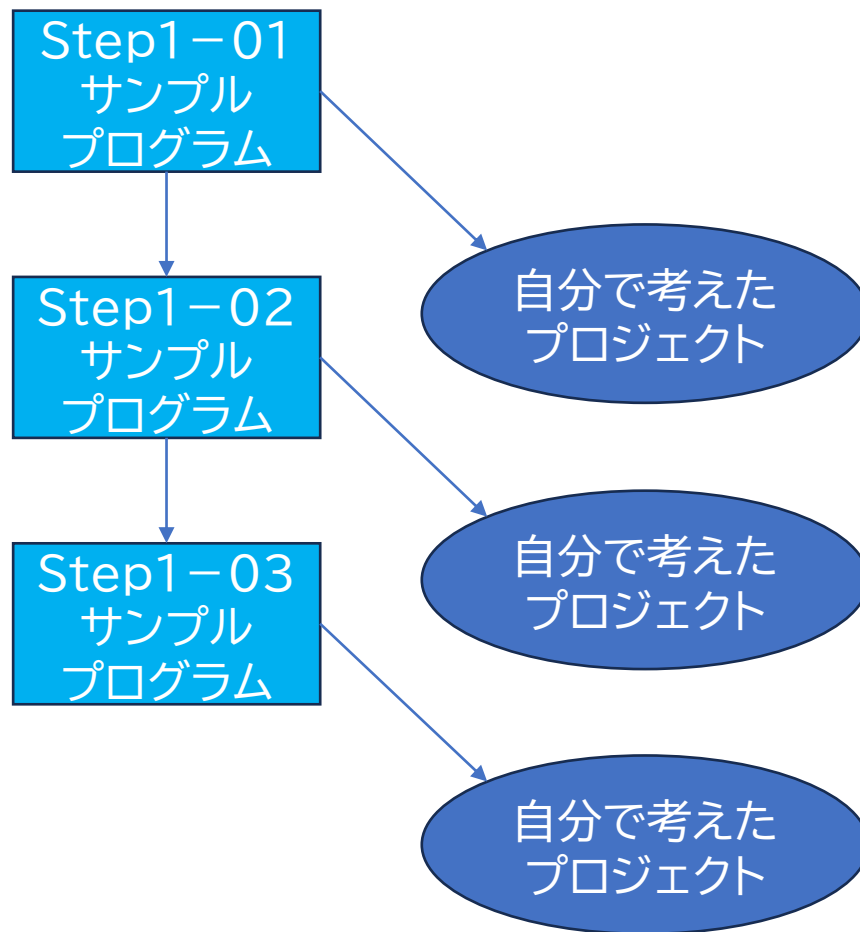 Step1－01
サンプル
プログラム
自分で考えた
プロジェクト
Step1－02
サンプル
プログラム
自分で考えた
プロジェクト
Step1－03
サンプル
プログラム
自分で考えた
プロジェクト